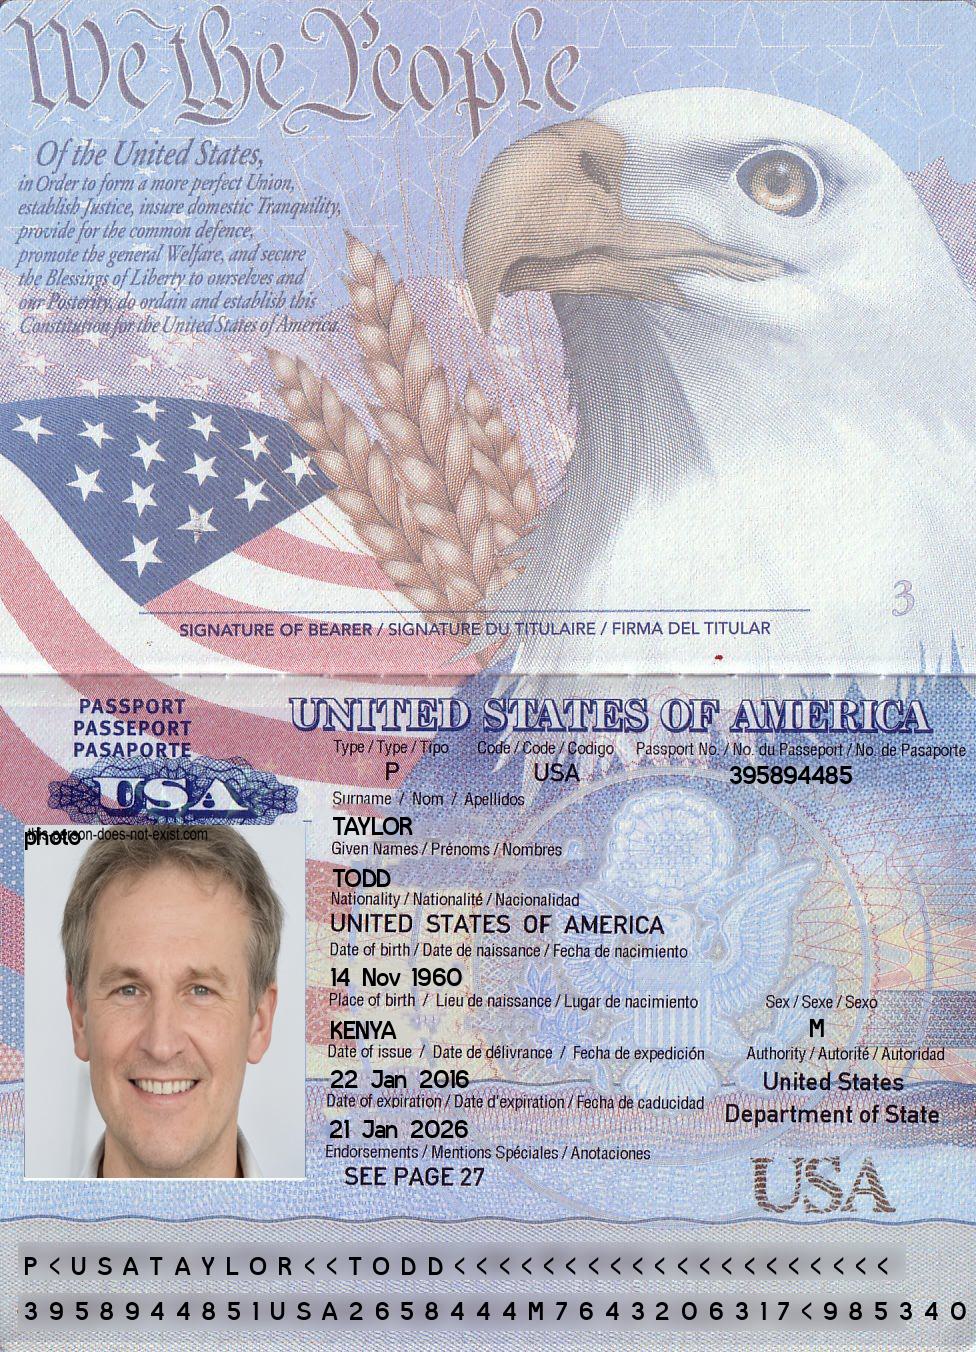 We the People
Of the United States,
in Order to form a more perfect Union,
establish Justice, insure domestic Tranquility,
provide for the common defence,
promote the general Welfare, and secure
the Blessings of Liberty to ourselves and
our Posterity, do ordain and establish this
Constitution for the United States of America.
3
SIGNATURE OF BEARER / SIGNATURE DU TITULAIRE / FIRMA DEL TITULAR
PASSPORT
PASSEPORT
PASAPORTE
USA
UNITED STATES OF AMERICA
Type / Type / Tipo Code / Code / Codigo Passport No. / No. du Passeport / No. de Pasaporte
P USA 395894485
Surname / Nom / Apellidos
TAYLOR
Given Names / Prénoms / Nombres
TODD
Nationality / Nationalité / Nacionalidad
UNITED STATES OF AMERICA
Date of birth / Date de naissance / Fecha de nacimiento
14 Nov 1960
Place of birth / Lieu de naissance / Lugar de nacimiento Sex / Sexe / Sexo
KENYA M
Date of issue / Date de délivrance / Fecha de expedición Authority / Autorité / Autoridad
22 Jan 2016 United States
Date of expiration / Date d'expiration / Fecha de caducidad Department of State
21 Jan 2026
Endorsements / Mentions Spéciales / Anotaciones
SEE PAGE 27
USA
photo
this-person-does-not-exist.com
P<USATAYLOR<<TODD<<<<<<<<<<<<<<<<<<<
3958944851USA2658444M7643206317<985340